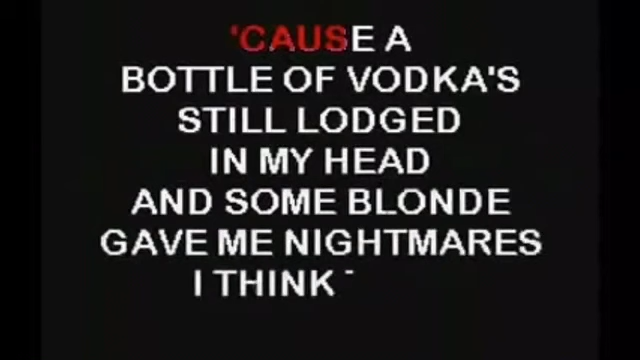 'CAUSE A
BOTTLE OF VODKA'S
STILL LODGED
IN MY HEAD
AND SOME BLONDE
GAVE ME NIGHTMARES
I THINK